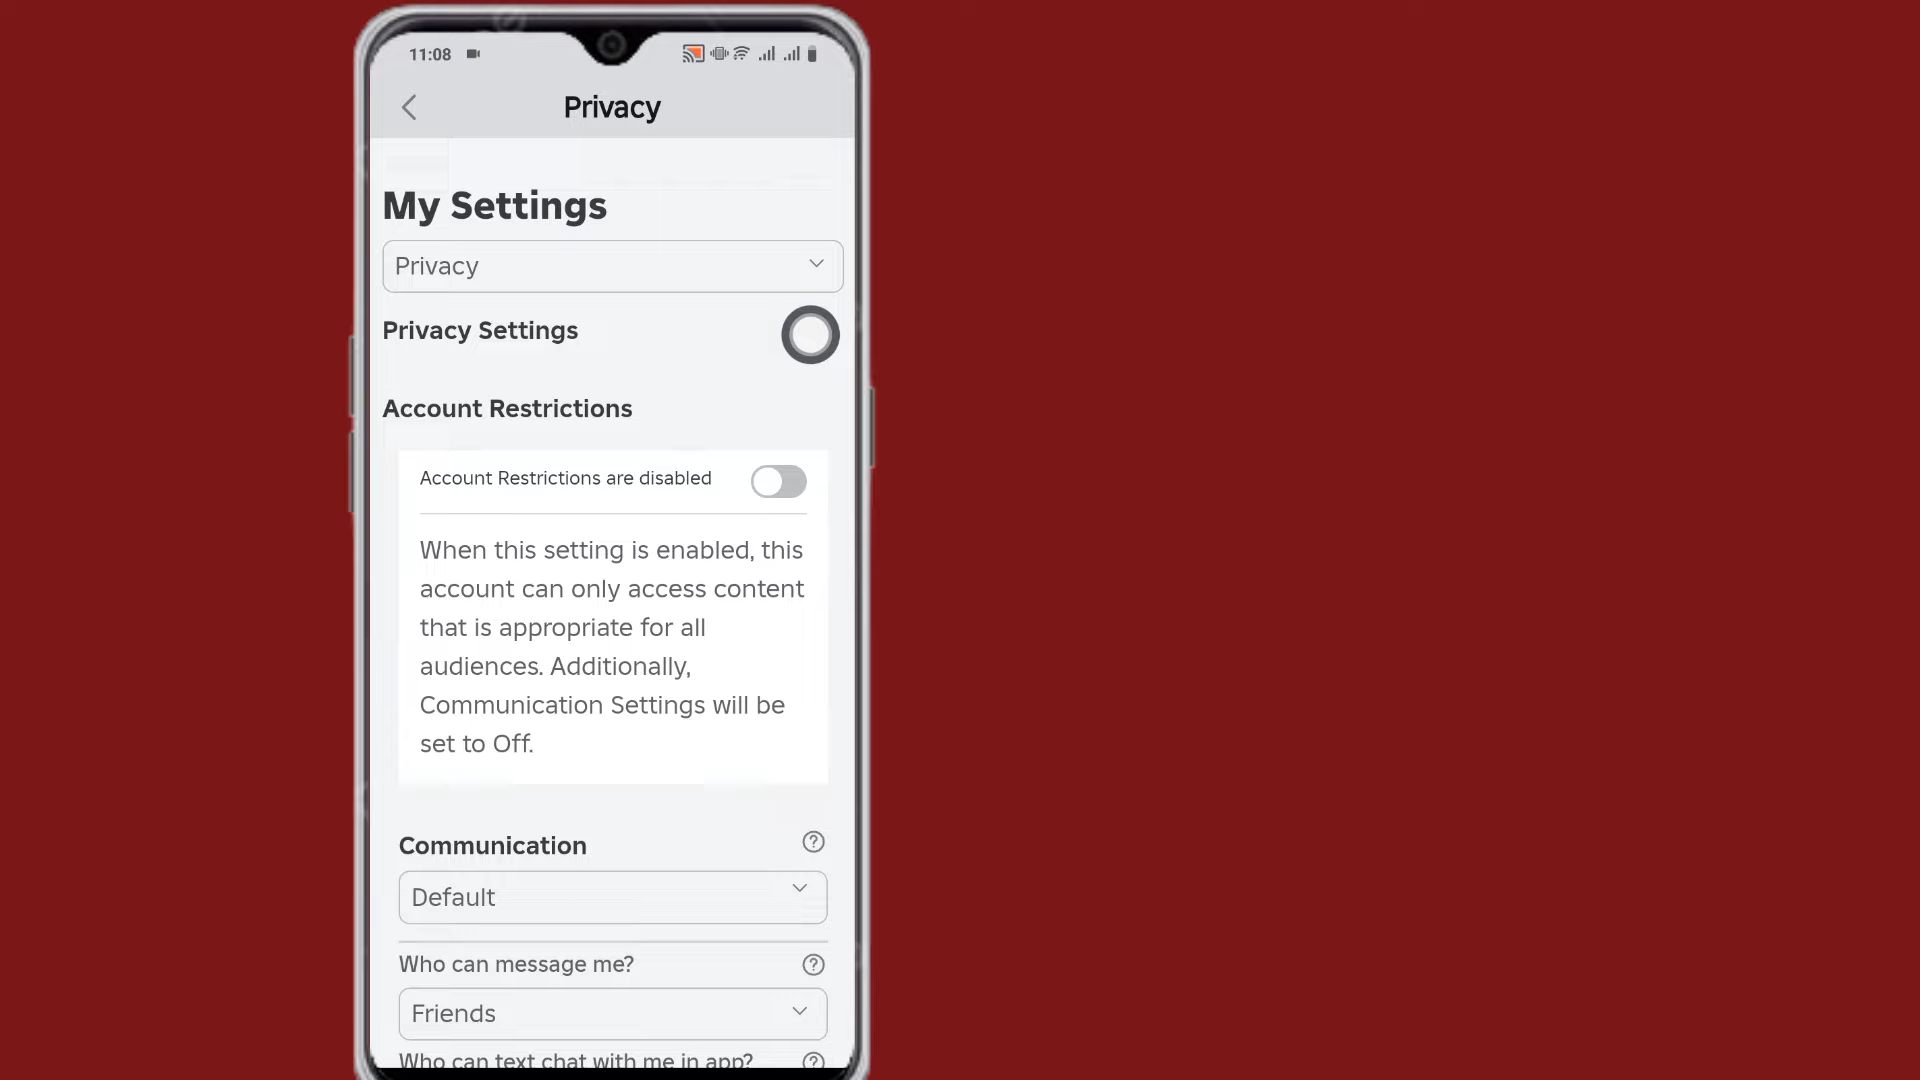 11:08
Privacy
My Settings
Privacy
Privacy Settings
Account Restrictions
Account Restrictions are disabled
When this setting is enabled, this
account can only access content
that is appropriate for all
audiences. Additionally,
Communication Settings will be
set to Off.
Communication
Default
Who can message me?
Friends
Who can text chat with me in app?